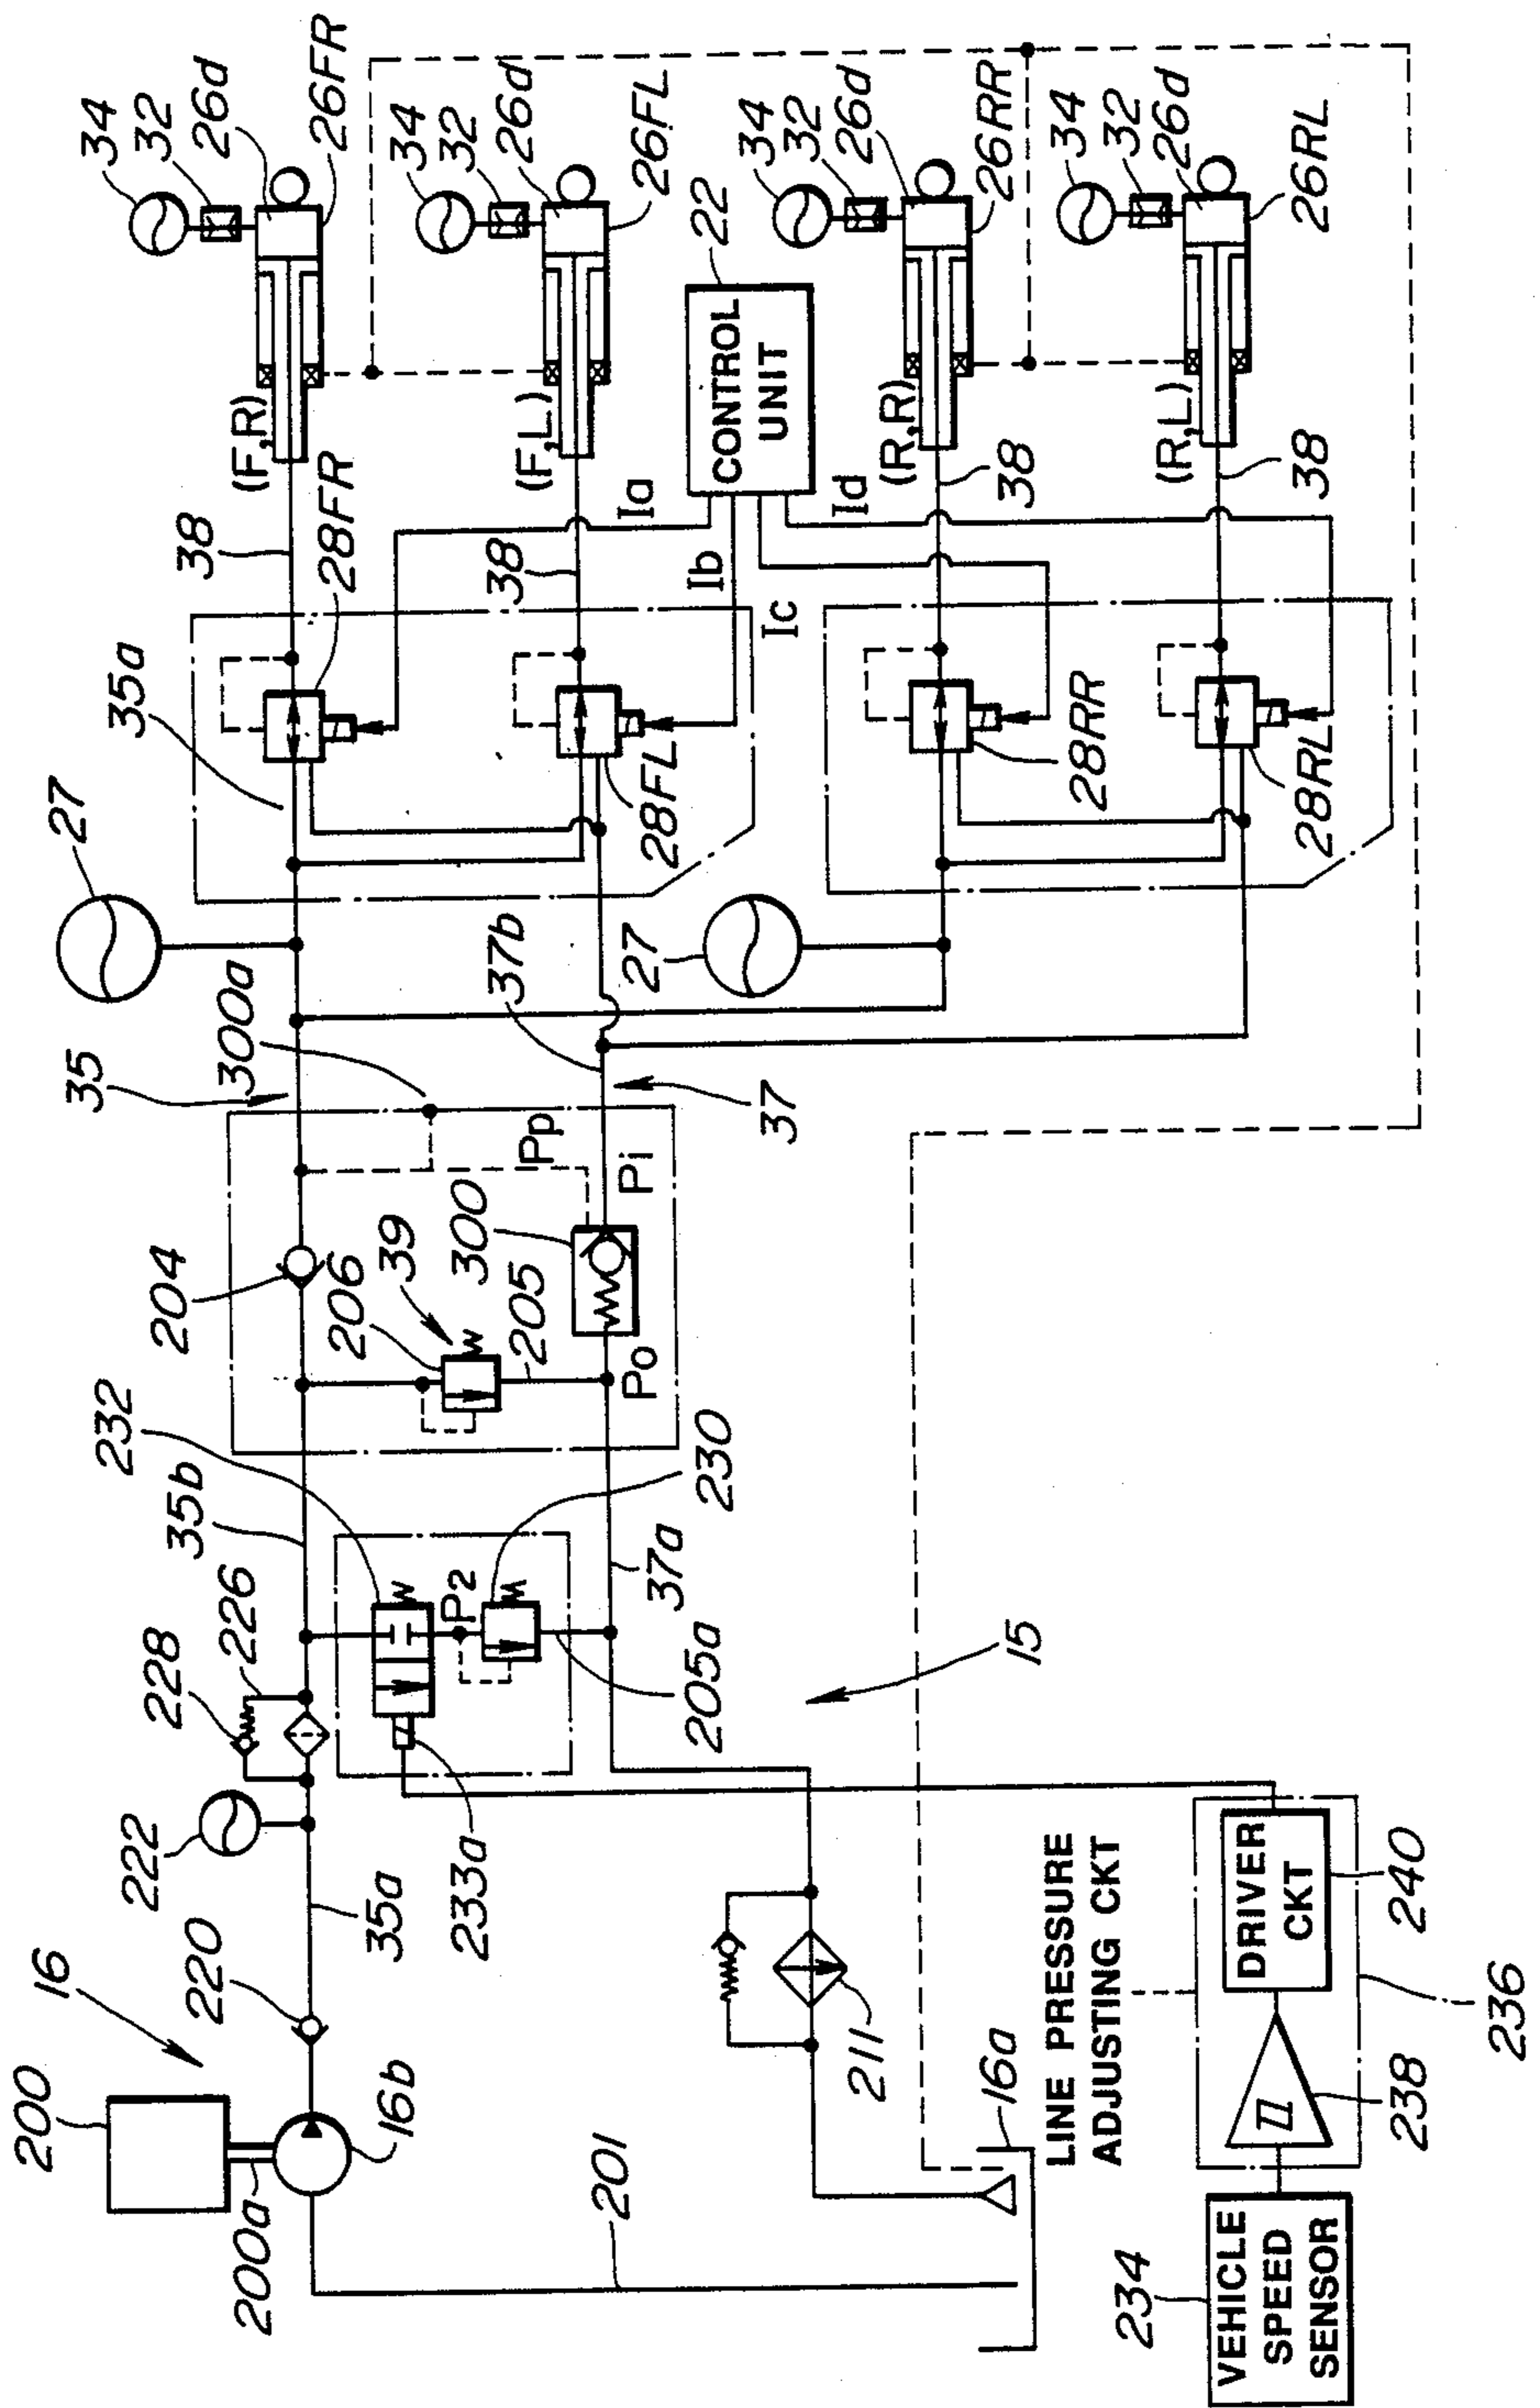 34
32
26d
26FR
34
32
26d
26FL
34
32
26d
26RR
34
32
26d
26RL
22
CONTROL
UNIT
(F,R)
(F,L)
(R,R)
(R,L)
38
38
38
38
Ia
Ib
Ic
Id
28FR
28FL
28RR
28RL
35a
27
27
37b
300a
35
37
Pp
Pi
300
39
206
205
204
Po
232
230
35b
37a
226
228
P2
205a
15
222
233a
35a
220
16
200
200a
16b
201
211
16a
LINE PRESSURE
ADJUSTING CKT
DRIVER
CKT
240
236
238
234
VEHICLE
SPEED
SENSOR